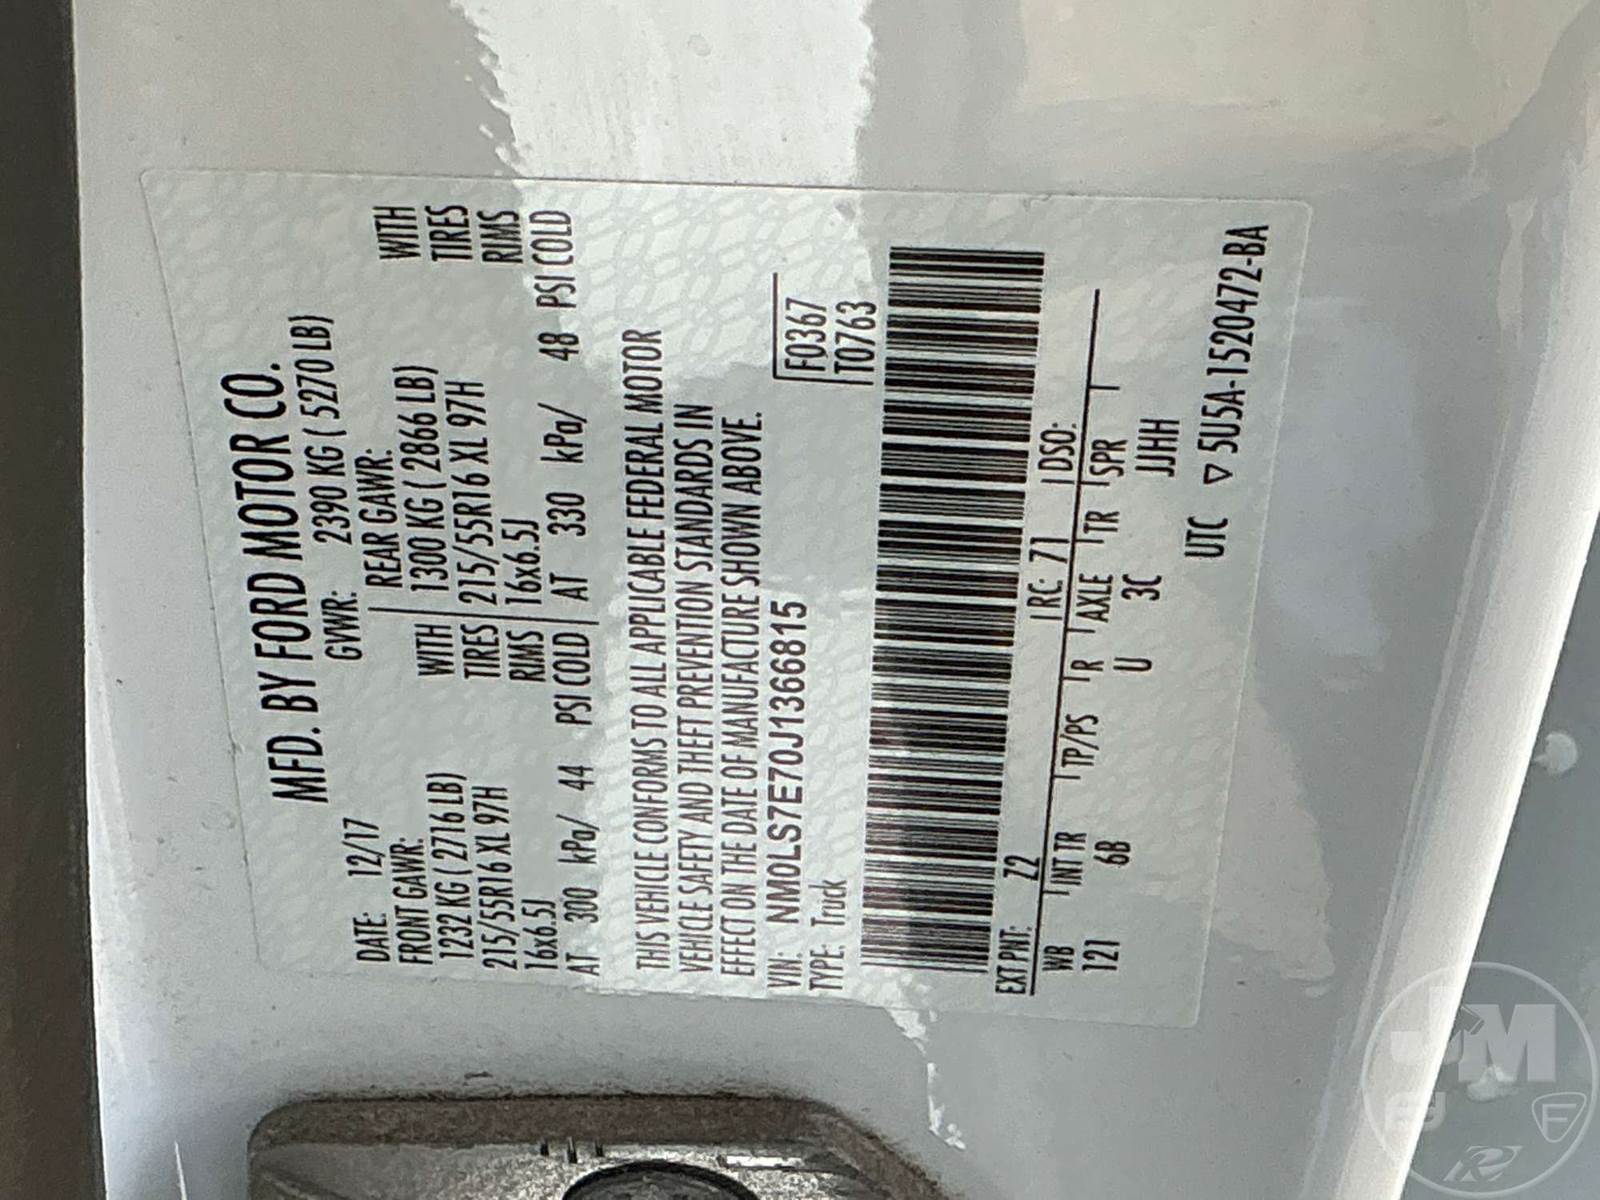 MFD. BY FORD MOTOR CO.
DATE: 12/17 GVWR: 2390 KG ( 5270 LB)
FRONT GAWR: REAR GAWR:
1232 KG ( 2716 LB) WITH 1300 KG ( 2866 LB) WITH
215/55R16 XL 97H TIRES 215/55R16 XL 97H TIRES
16x6.5J RIMS 16x6.5J RIMS
AT 300 kPa/ 44 PSI COLD AT 330 kPa/ 48 PSI COLD
THIS VEHICLE CONFORMS TO ALL APPLICABLE FEDERAL MOTOR
VEHICLE SAFETY AND THEFT PREVENTION STANDARDS IN
EFFECT ON THE DATE OF MANUFACTURE SHOWN ABOVE.
VIN: NM0LS7E70J1366815 F0367
TYPE: Truck T0763
EXT PNT: Z2 RC: 71 DSO:
WB INT TR TP/PS R AXLE TR SPR
121 6B U 3C JJHH
UTC ▽ 5U5A-1520472-BA
JM